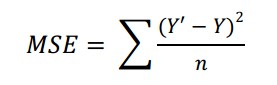 MSE = ∑ (Y′ − Y)² / n